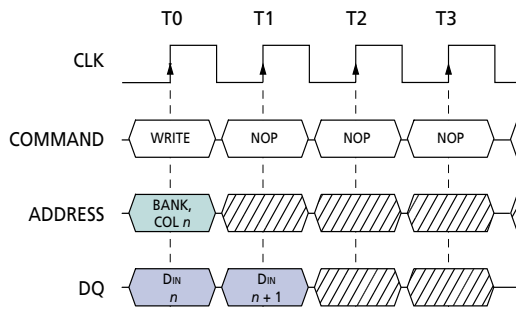 T0 T1 T2 T3
CLK
COMMAND WRITE NOP NOP NOP
ADDRESS BANK,
COL n
DQ DIN DIN
n n + 1